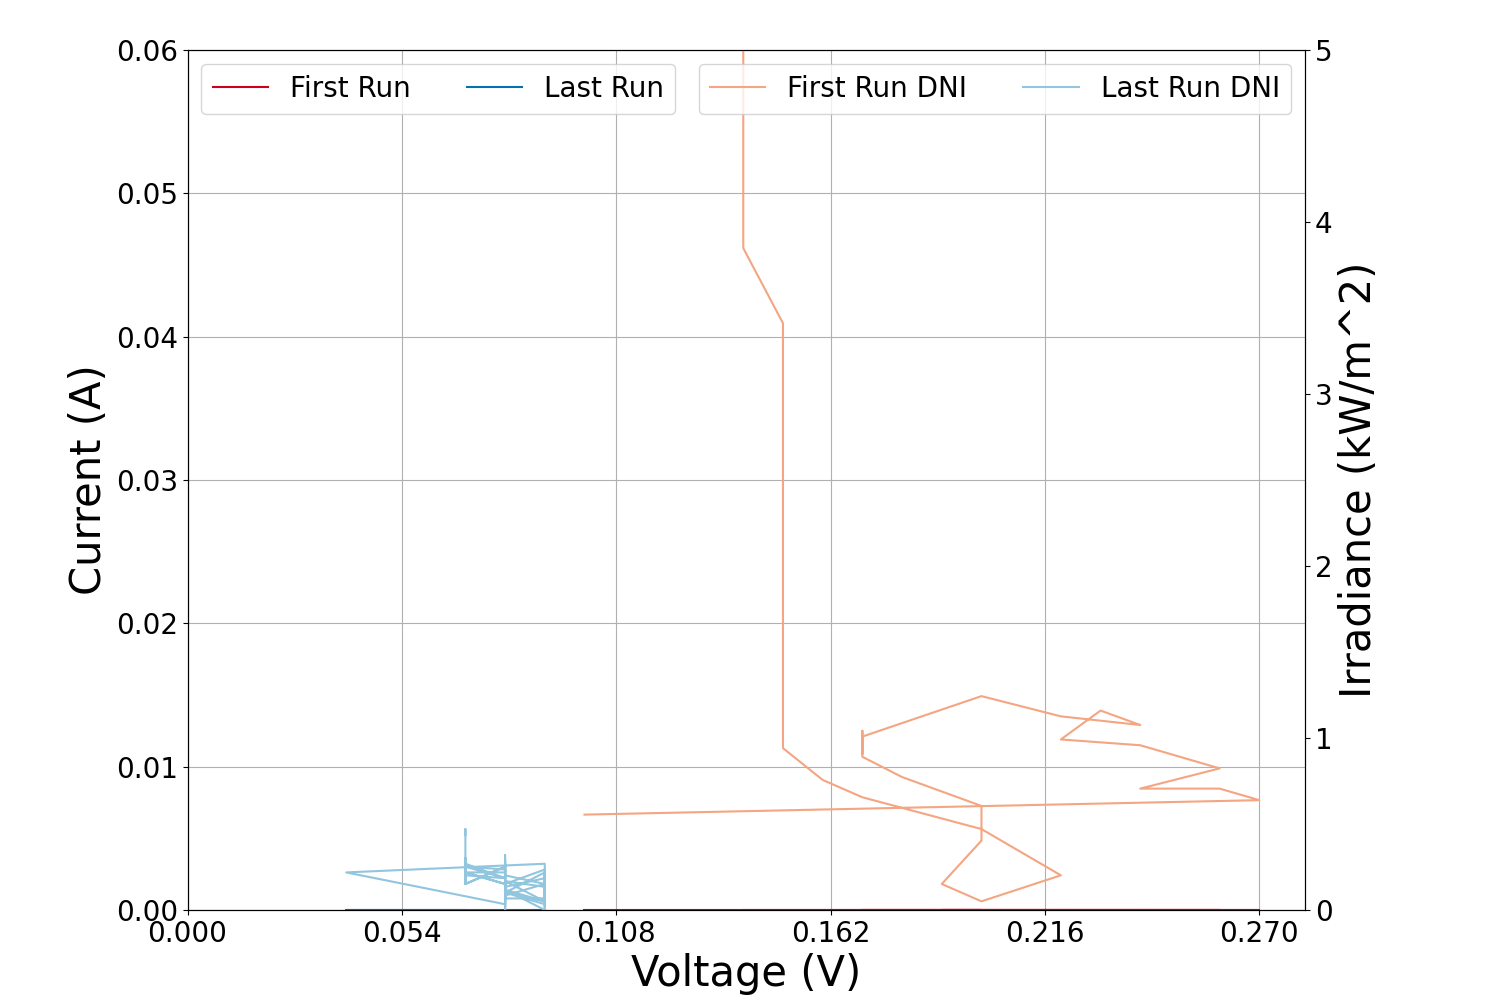 First Run
Last Run
First Run DNI
Last Run DNI
0.06
0.05
0.04
0.03
0.02
0.01
0.00
Current (A)
5
4
3
2
1
0
Irradiance (kW/m^2)
0.000 0.054 0.108 0.162 0.216 0.270
Voltage (V)